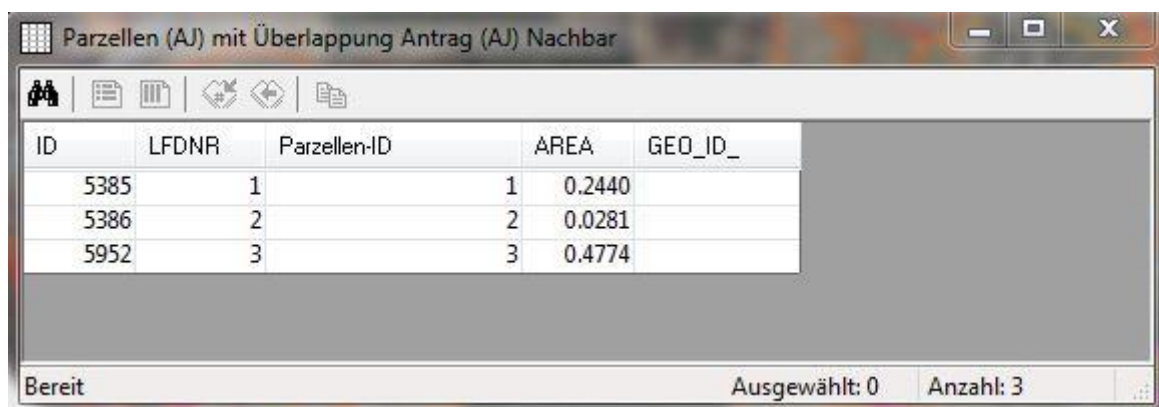 Parzellen (AJ) mit Überlappung Antrag (AJ) Nachbar
ID LFDNR Parzellen-ID AREA GEO_ID_
5385 1 1 0.2440
5386 2 2 0.0281
5952 3 3 0.4774
Bereit Ausgewählt: 0 Anzahl: 3